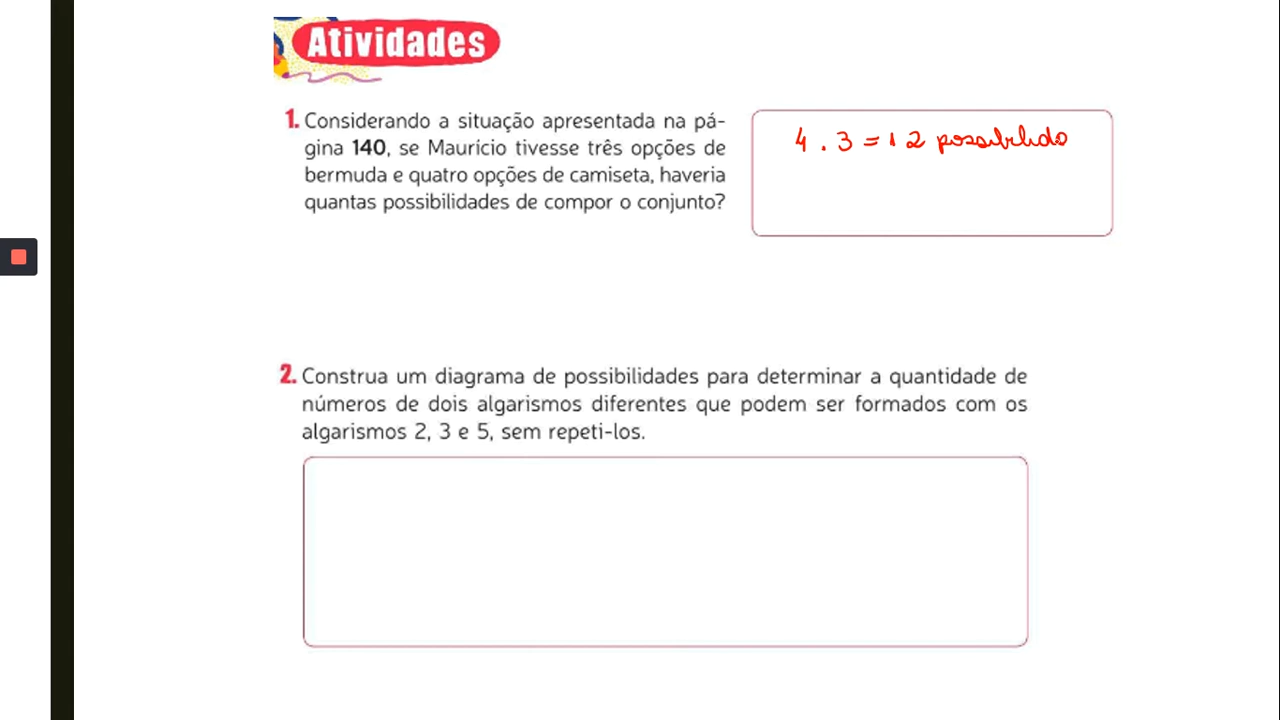 Atividades
1. Considerando a situação apresentada na pá-
gina 140, se Maurício tivesse três opções de
bermuda e quatro opções de camiseta, haveria
quantas possibilidades de compor o conjunto?
4 . 3 = 12 possibilida
2. Construa um diagrama de possibilidades para determinar a quantidade de
números de dois algarismos diferentes que podem ser formados com os
algarismos 2, 3 e 5, sem repeti-los.